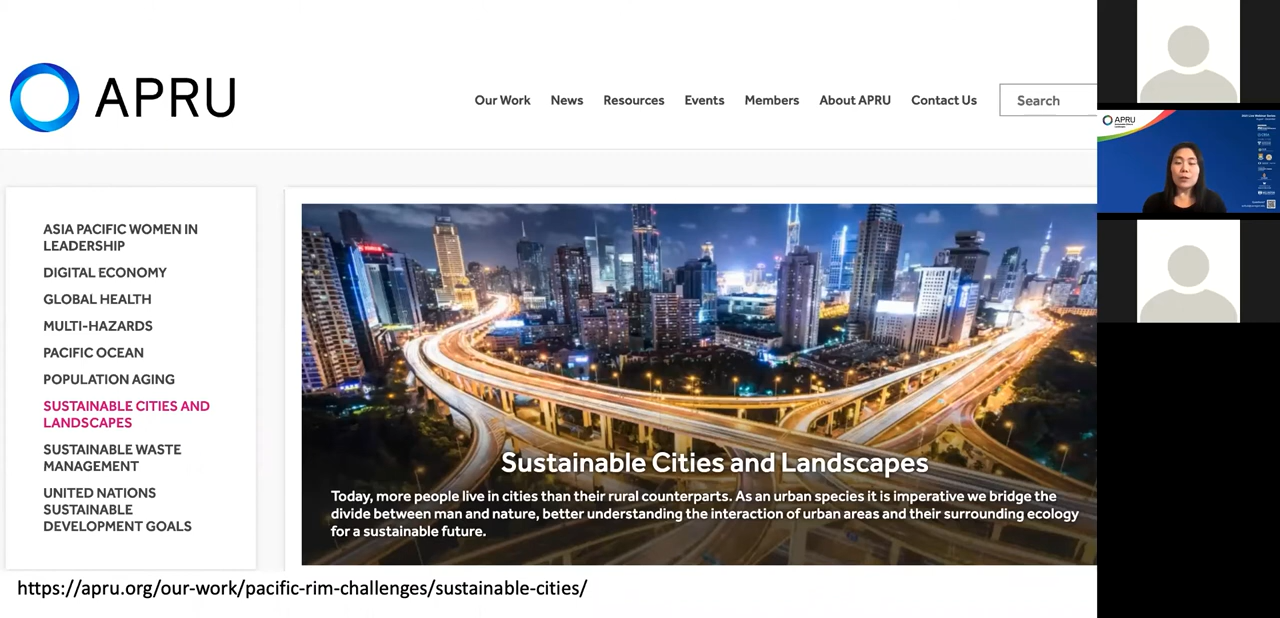 APRU
Our Work
News
Resources
Events
Members
About APRU
Contact Us
Search
ASIA PACIFIC WOMEN IN
LEADERSHIP
DIGITAL ECONOMY
GLOBAL HEALTH
MULTI-HAZARDS
PACIFIC OCEAN
POPULATION AGING
SUSTAINABLE CITIES AND
LANDSCAPES
SUSTAINABLE WASTE
MANAGEMENT
UNITED NATIONS
SUSTAINABLE
DEVELOPMENT GOALS
Sustainable Cities and Landscapes
Today, more people live in cities than their rural counterparts. As an urban species it is imperative we bridge the
divide between man and nature, better understanding the interaction of urban areas and their surrounding ecology
for a sustainable future.
https://apru.org/our-work/pacific-rim-challenges/sustainable-cities/
APRU